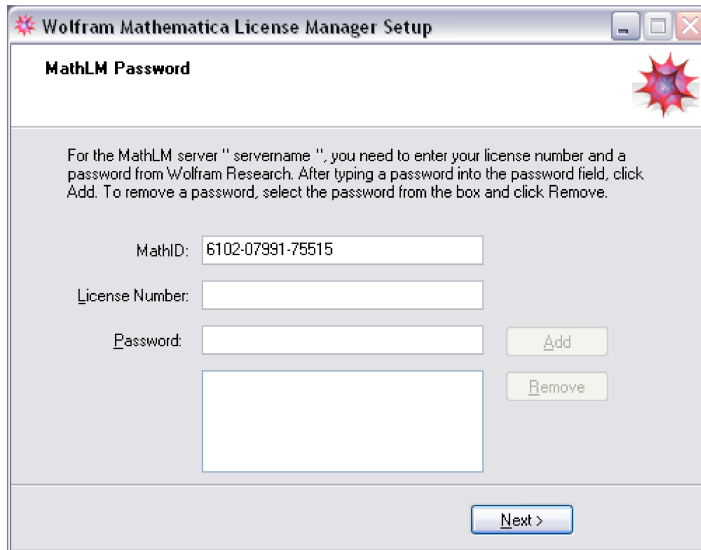 Wolfram Mathematica License Manager Setup
MathLM Password
For the MathLM server " servername ", you need to enter your license number and a
password from Wolfram Research. After typing a password into the password field, click
Add. To remove a password, select the password from the box and click Remove.
MathID: 6102-07991-75515
License Number:
Password:
Add
Remove
Next >